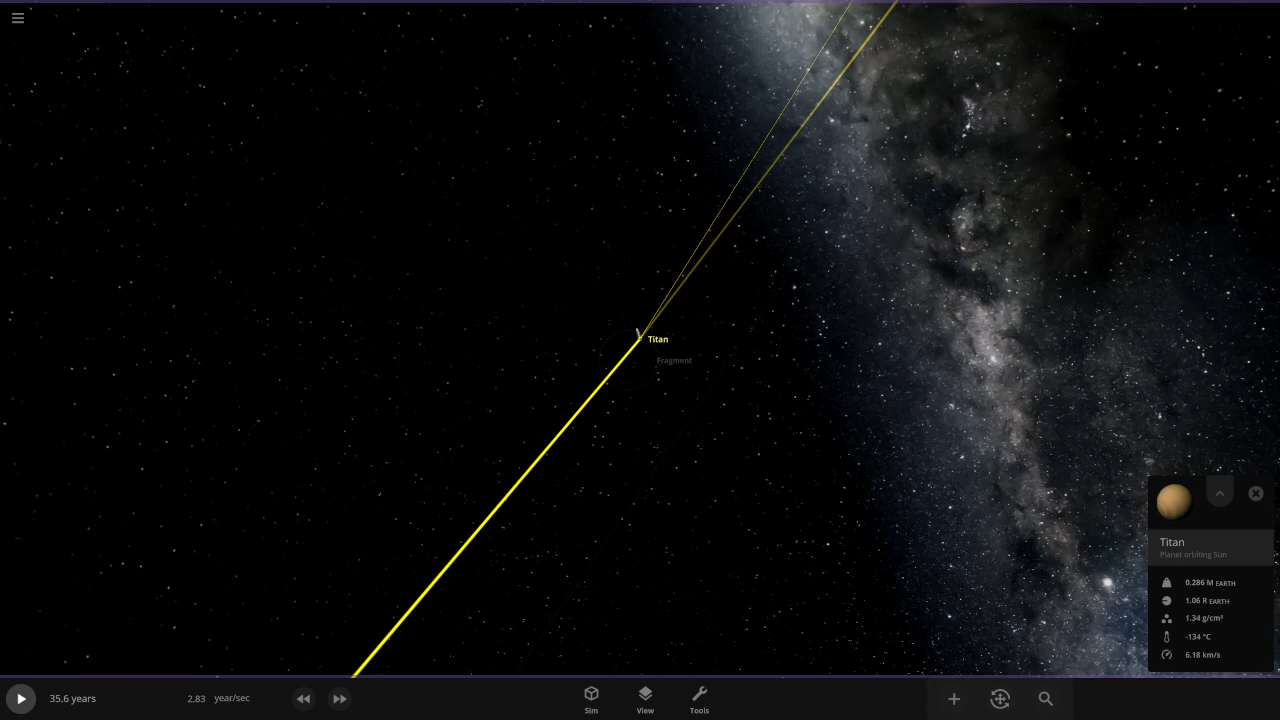 Titan
Fragment
Titan
Planet orbiting Sun
0.286 M EARTH
1.06 R EARTH
1.34 g/cm³
-134 °C
6.18 km/s
35.6 years
2.83 year/sec
Sim
View
Tools